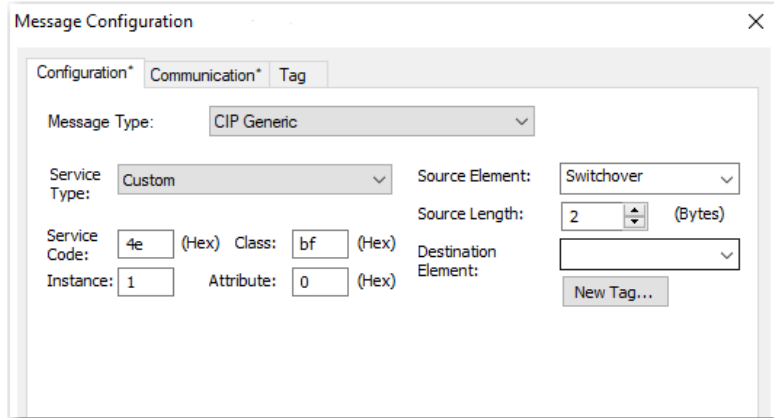 Message Configuration
Configuration* Communication* Tag
Message Type: CIP Generic
Service Type: Custom
Source Element: Switchover
Source Length: 2 (Bytes)
Service Code: 4e (Hex) Class: bf (Hex)
Destination Element:
Instance: 1 Attribute: 0 (Hex)
New Tag...